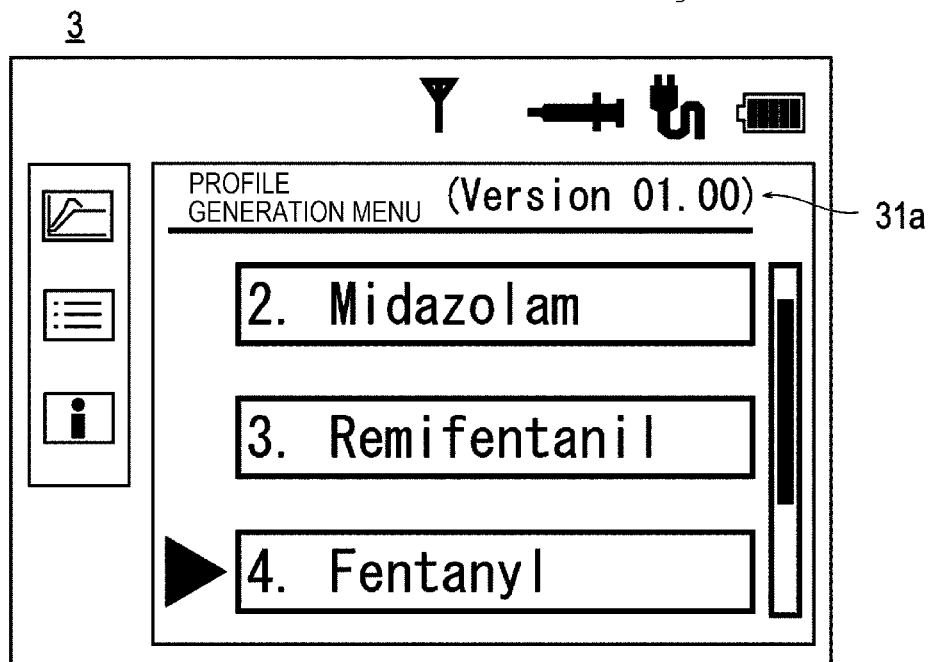 3
PROFILE
GENERATION MENU (Version 01.00)
31a
2. Midazolam
3. Remifentanil
4. Fentanyl